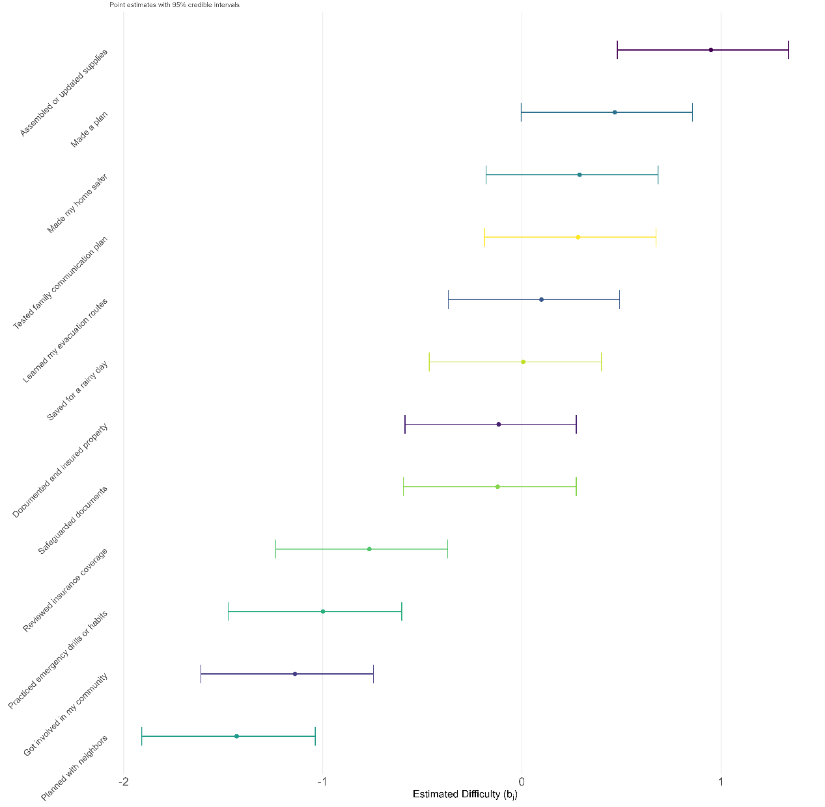 Point estimates with 95% credible intervals
Assembled or updated supplies
Made a plan
Made my home safer
Tested family communication plan
Learned my evacuation routes
Saved for a rainy day
Documented and insured property
Safeguarded documents
Reviewed insurance coverage
Practiced emergency drills or habits
Got involved in my community
Planned with neighbors
-2 -1 0 1
Estimated Difficulty (bᵢ)